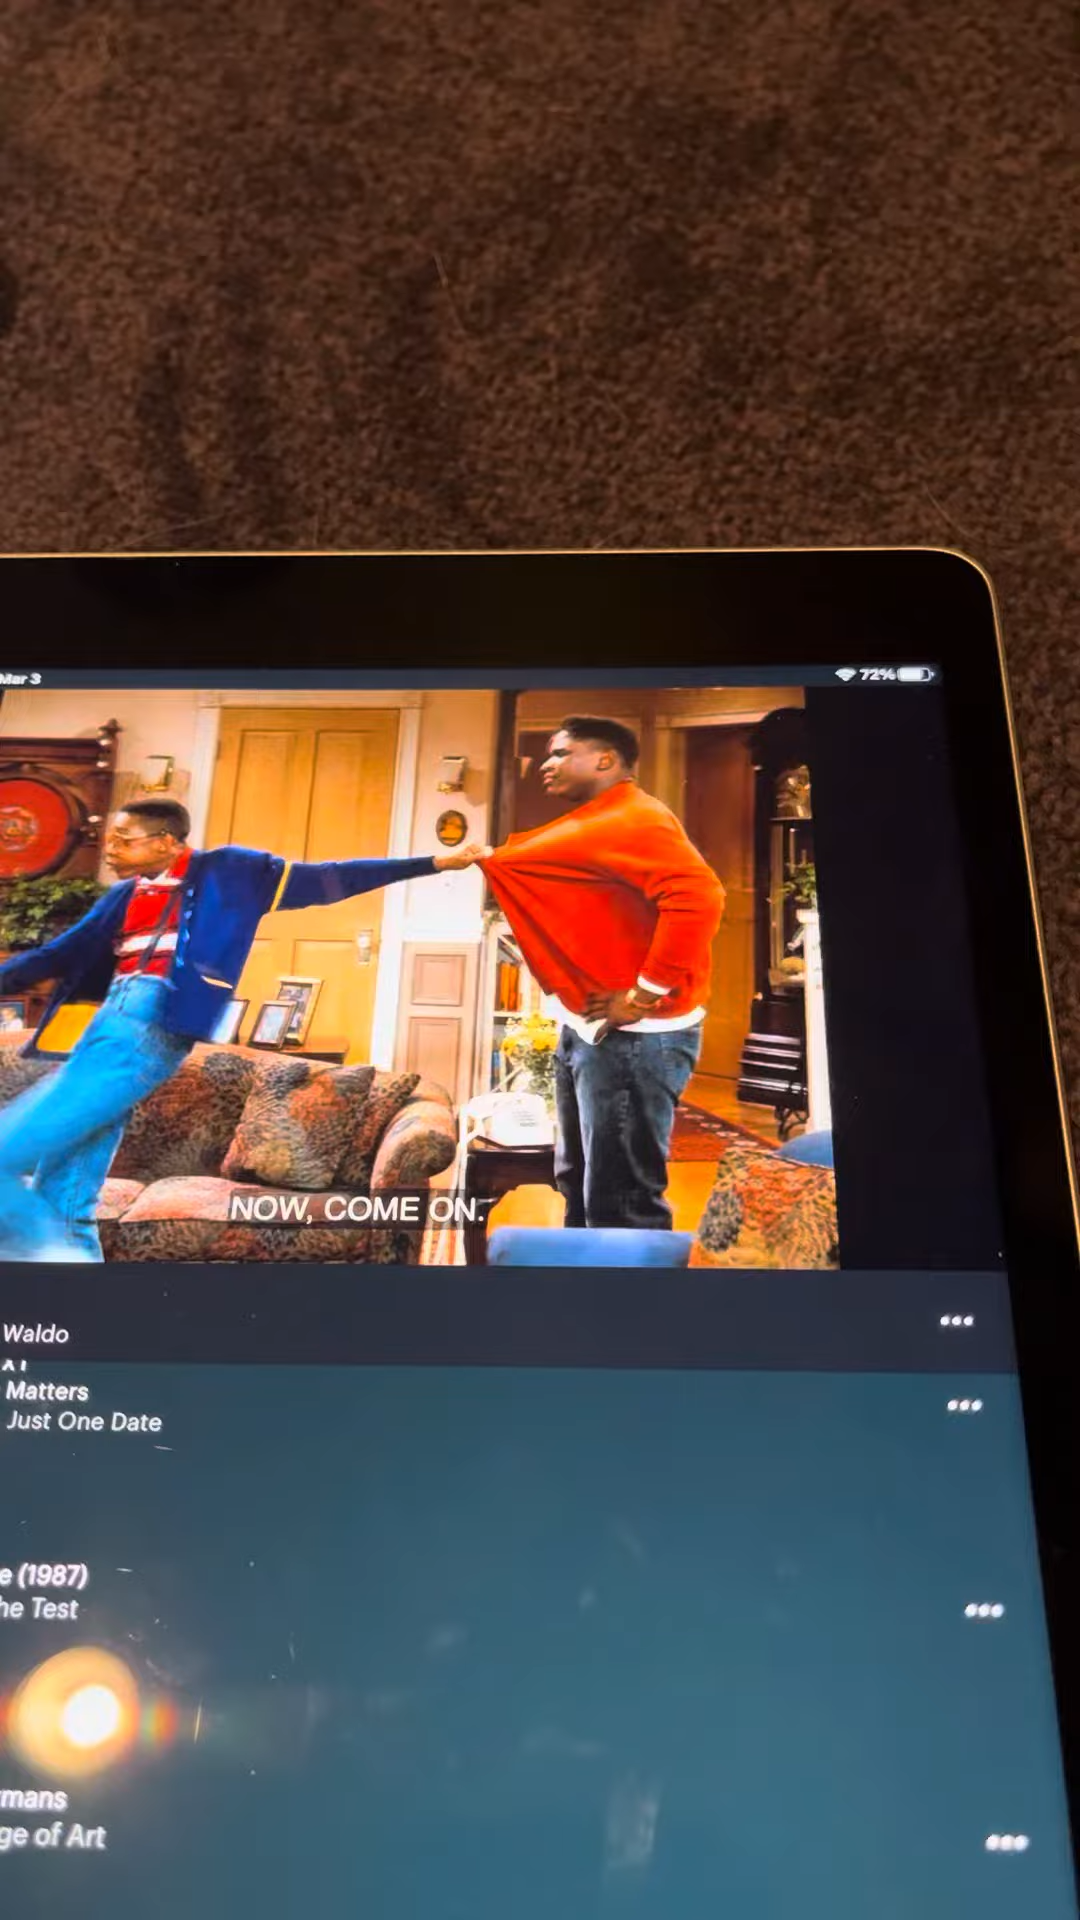 Mar 3
72%
NOW, COME ON.
Waldo
Matters
Just One Date
e (1987)
he Test
mans
ge of Art